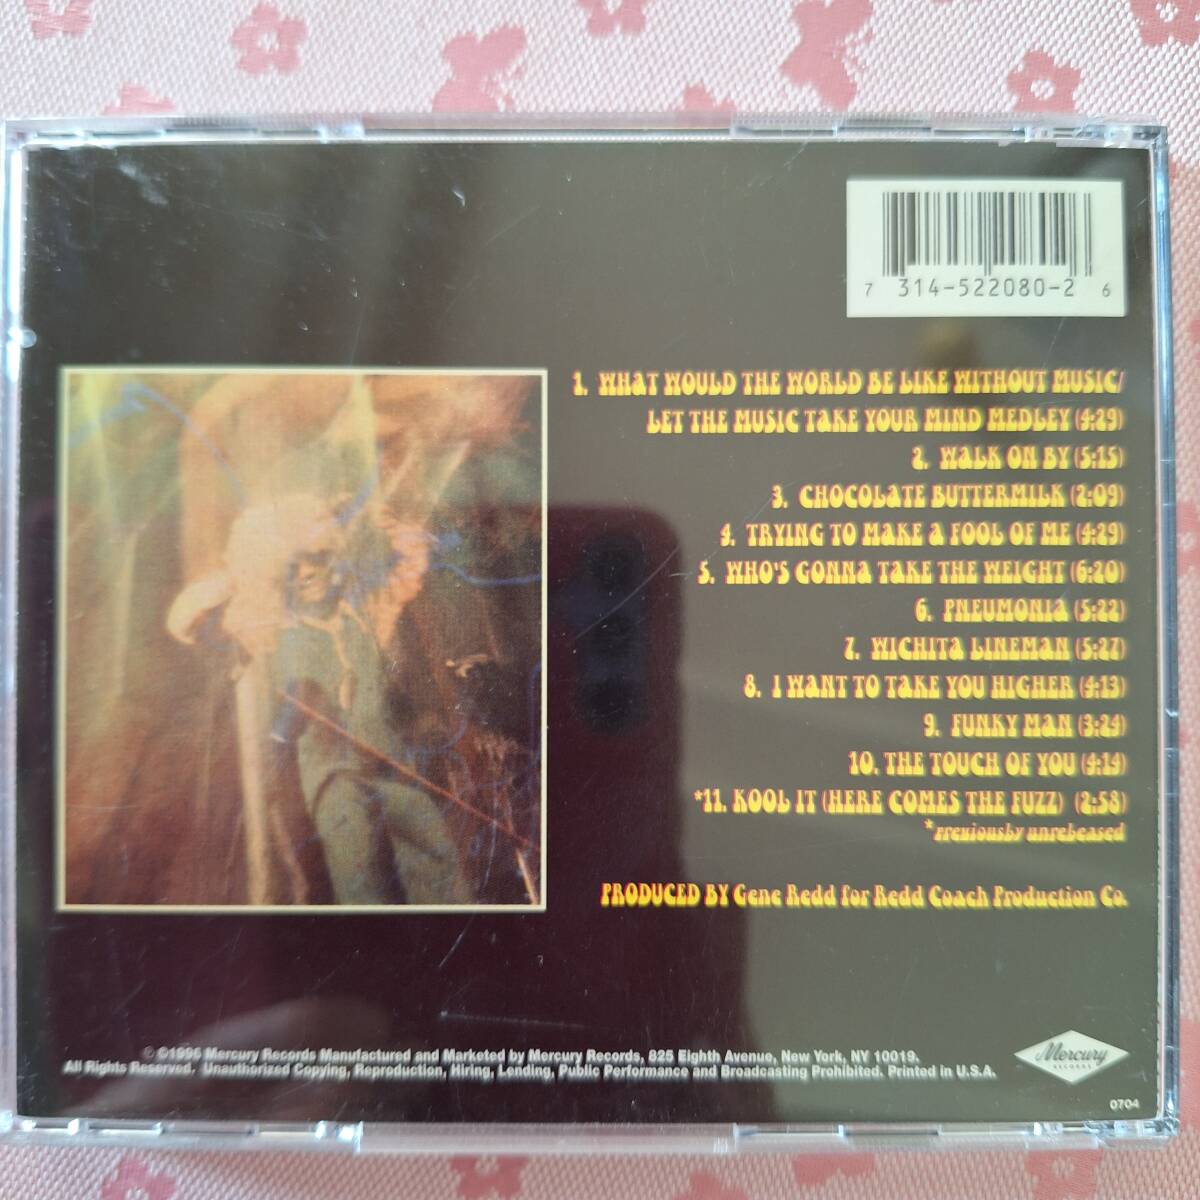 7 314-522080-2 6
1. WHAT WOULD THE WORLD BE LIKE WITHOUT MUSIC/
LET THE MUSIC TAKE YOUR MIND MEDLEY (4:29)
2. WALK ON BY (5:15)
3. CHOCOLATE BUTTERMILK (2:09)
4. TRYING TO MAKE A FOOL OF ME (4:29)
5. WHO'S GONNA TAKE THE WEIGHT (6:20)
6. PNEUMONIA (5:22)
7. WICHITA LINEMAN (5:27)
8. I WANT TO TAKE YOU HIGHER (4:13)
9. FUNKY MAN (3:24)
10. THE TOUCH OF YOU (4:14)
*11. KOOL IT (HERE COMES THE FUZZ) (2:58)
*previously unreleased
PRODUCED BY Gene Redd for Redd Coach Production Co.
℗ ©1996 Mercury Records Manufactured and Marketed by Mercury Records, 825 Eighth Avenue, New York, NY 10019.
All Rights Reserved. Unauthorized Copying, Reproduction, Hiring, Lending, Public Performance and Broadcasting Prohibited. Printed in U.S.A.
Mercury
RECORDS
0704